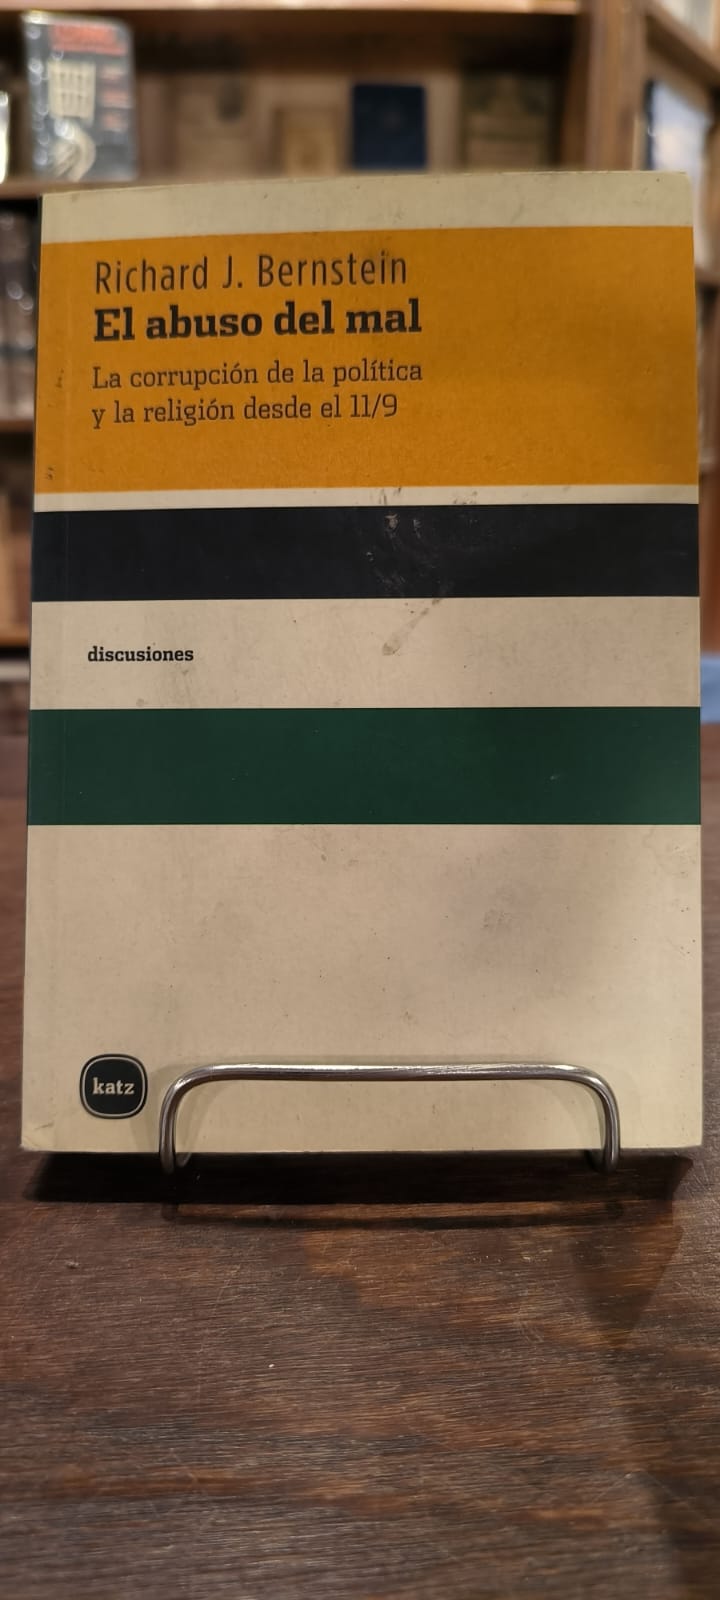 Richard J. Bernstein
El abuso del mal
La corrupción de la política
y la religión desde el 11/9
discusiones
katz